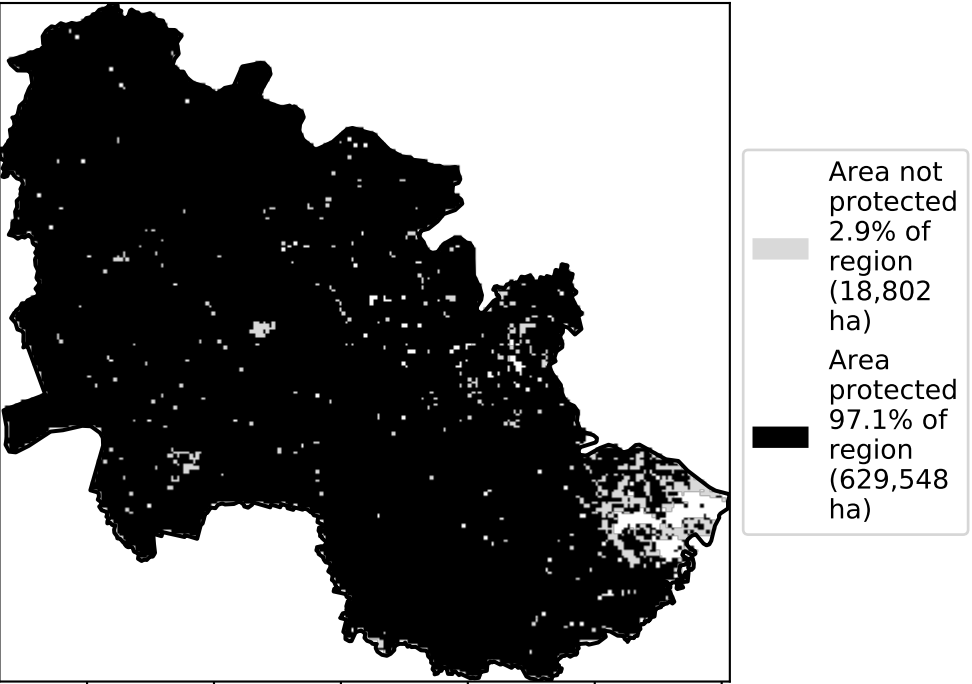 Area not
protected
2.9% of
region
(18,802
ha)
Area
protected
97.1% of
region
(629,548
ha)